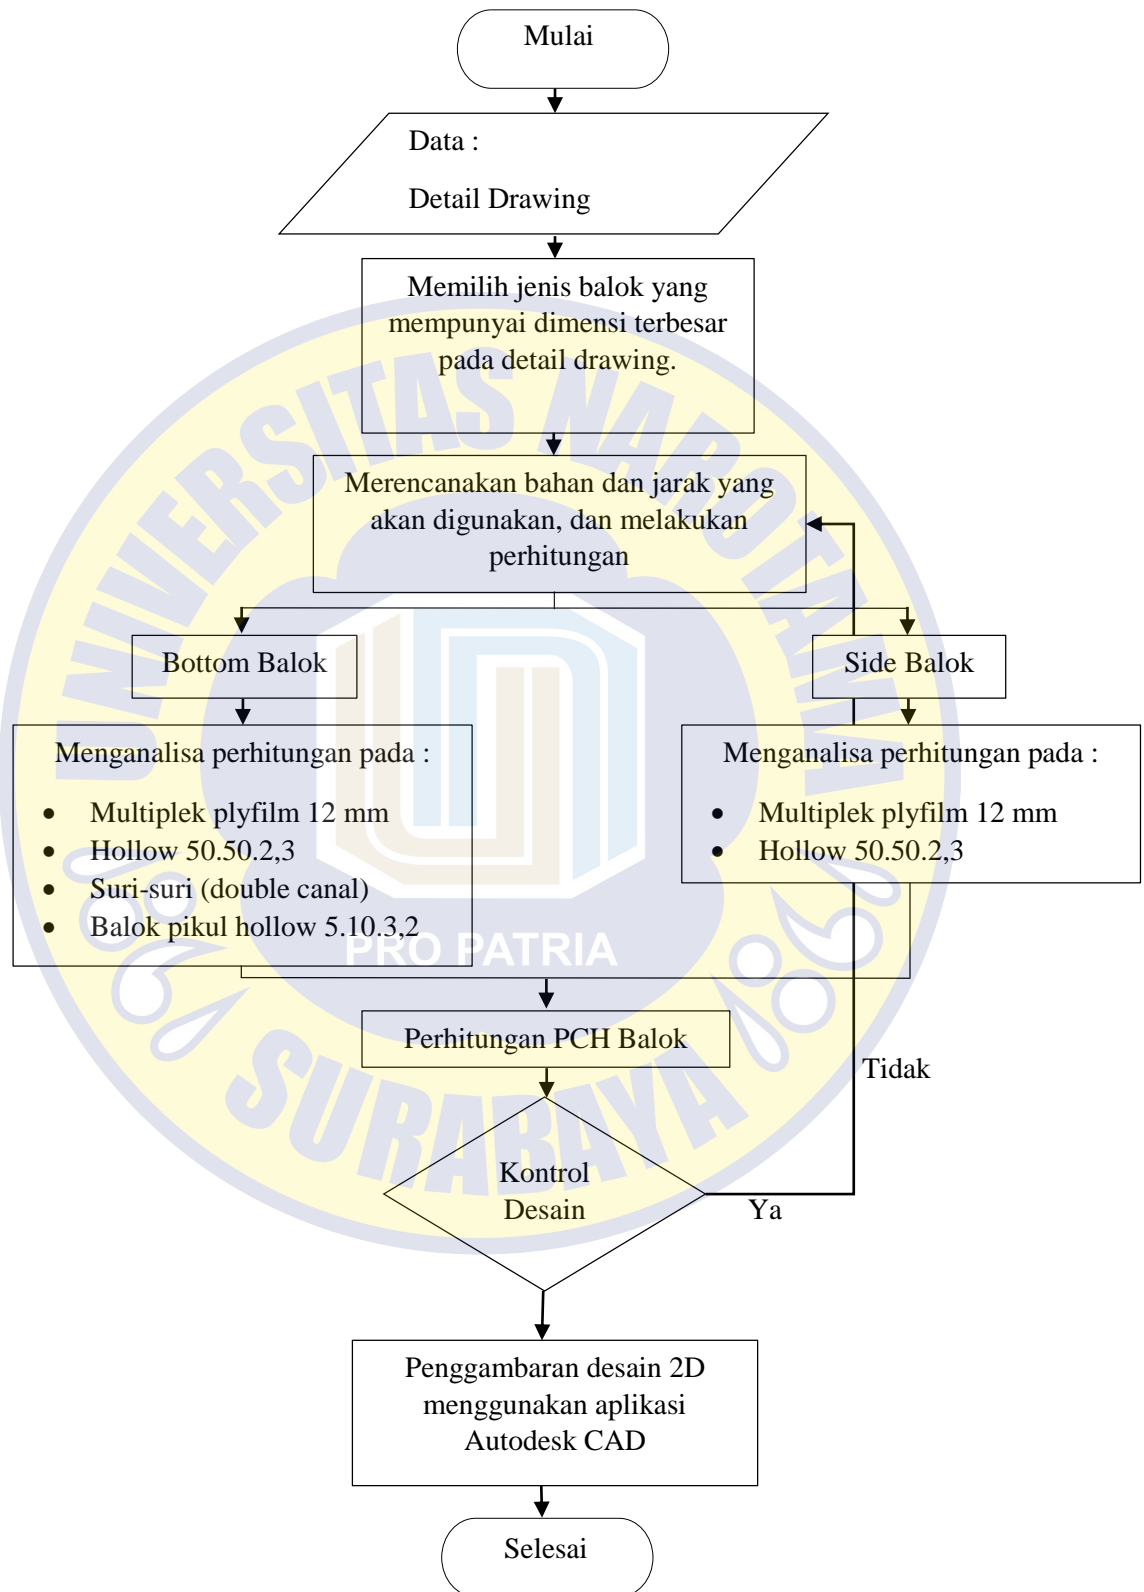 Mulai
Data :
Detail Drawing
Memilih jenis balok yang
mempunyai dimensi terbesar
pada detail drawing.
Merencanakan bahan dan jarak yang
akan digunakan, dan melakukan
perhitungan
Bottom Balok
Side Balok
Menganalisa perhitungan pada :
• Multiplek plyfilm 12 mm
• Hollow 50.50.2,3
• Suri-suri (double canal)
• Balok pikul hollow 5.10.3,2
Menganalisa perhitungan pada :
• Multiplek plyfilm 12 mm
• Hollow 50.50.2,3
Perhitungan PCH Balok
Tidak
Kontrol
Desain
Ya
Penggambaran desain 2D
menggunakan aplikasi
Autodesk CAD
Selesai
UNIVERSITAS NAROTAMA
PRO PATRIA
SURABAYA